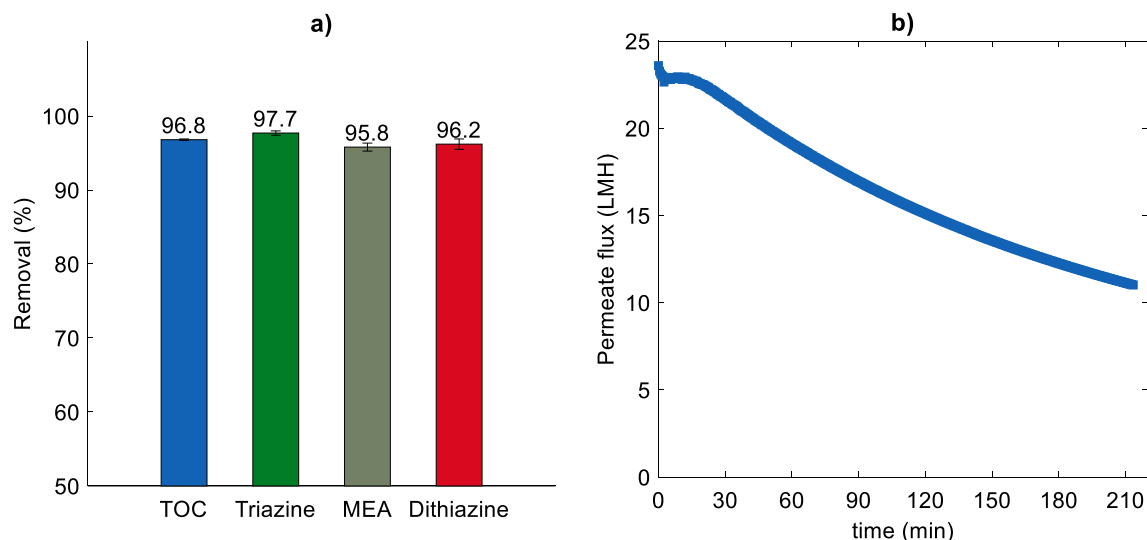 a)
Removal (%)
100
90
80
70
60
50
96.8
97.7
95.8
96.2
TOC Triazine MEA Dithiazine
b)
Permeate flux (LMH)
25
20
15
10
5
0
0 30 60 90 120 150 180 210
time (min)